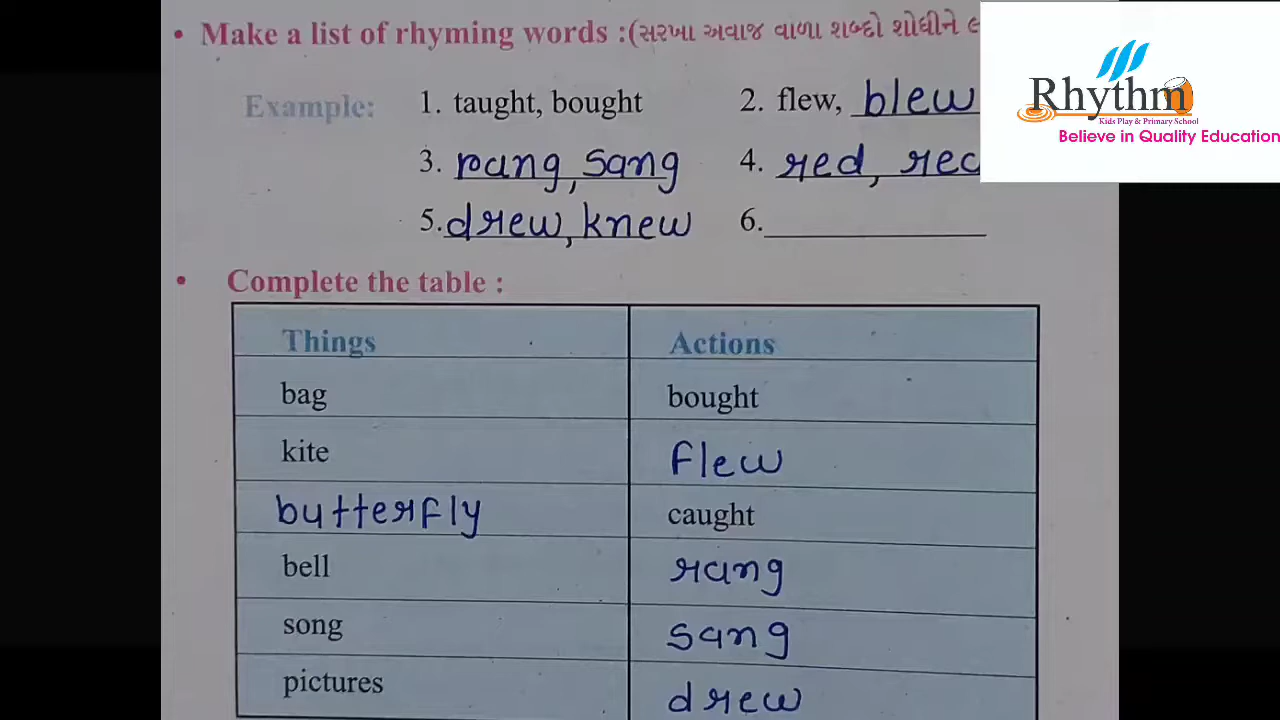 • Make a list of rhyming words :(સરખા અવાજ વાળા શબ્દો શોધીને
Example: 1. taught, bought 2. flew, blew
3. rang, sang 4. red,
5. drew, knew 6.
• Complete the table :
Things Actions
bag bought
kite flew
butterfly caught
bell rang
song sang
pictures drew
Rhythm
Kids Play & Primary School
Believe in Quality Education